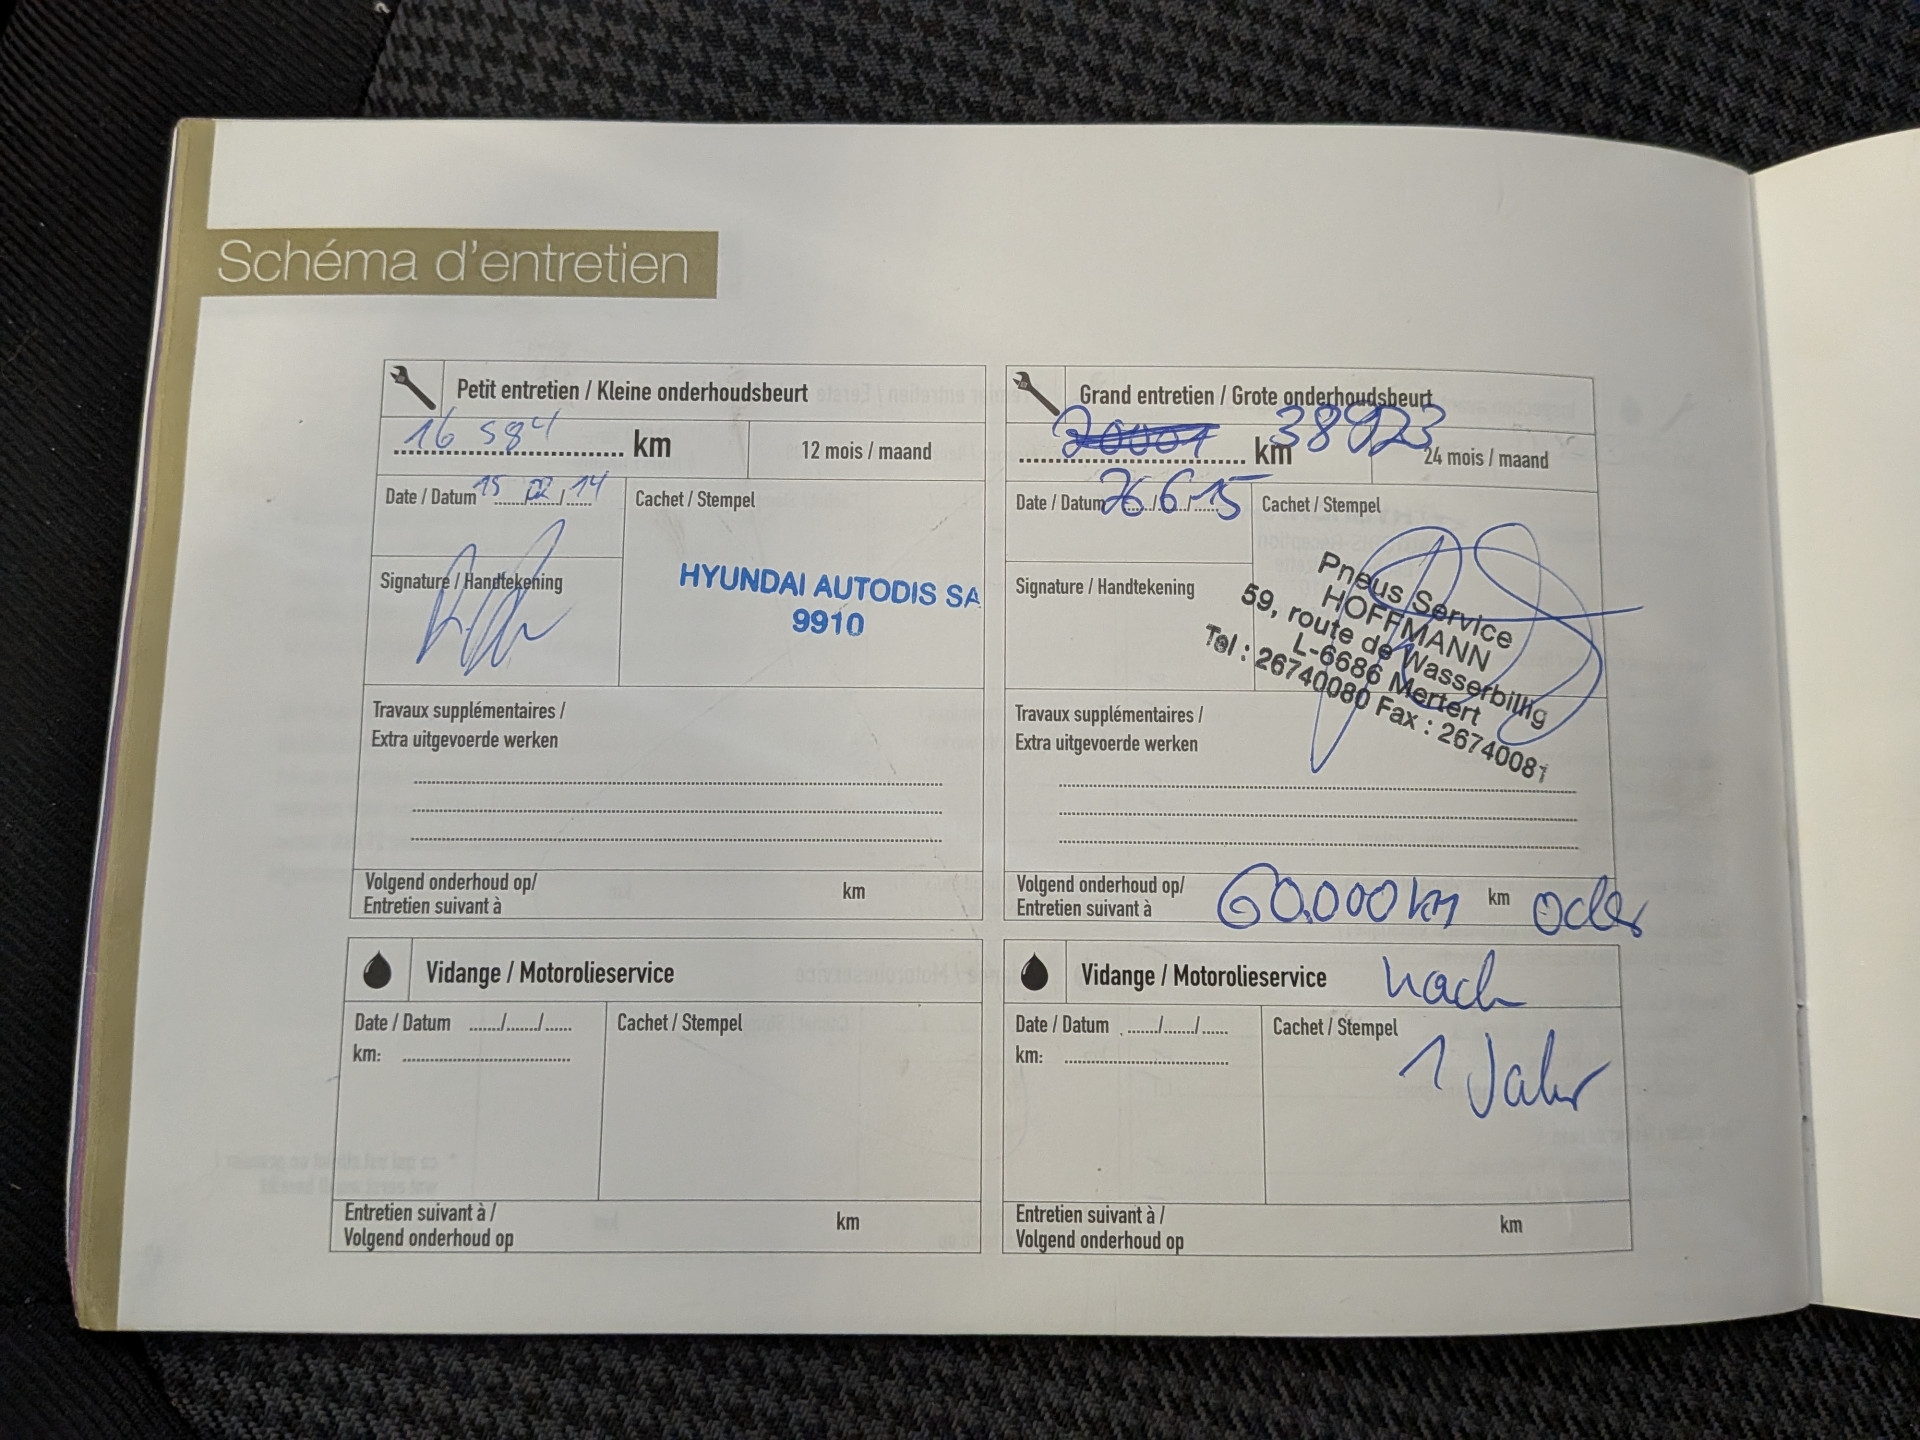 Schéma d'entretien
Petit entretien / Kleine onderhoudsbeurt
16 584 km
12 mois / maand
Date / Datum 15/02/14
Cachet / Stempel
Signature / Handtekening
HYUNDAI AUTODIS SA
9910
Travaux supplémentaires /
Extra uitgevoerde werken
Volgend onderhoud op/
Entretien suivant à
km
Grand entretien / Grote onderhoudsbeurt
km 38923
24 mois / maand
Date / Datum 26/6/15
Cachet / Stempel
Signature / Handtekening
Pneus Service
HOFFMANN
59, route de Wasserbillig
L-6686 Mertert
Tel : 26740080 Fax : 26740081
Travaux supplémentaires /
Extra uitgevoerde werken
Volgend onderhoud op/
Entretien suivant à
60.000 km km oder
nach
1 Jahr
Vidange / Motorolieservice
Date / Datum ......./......./......
km:
Cachet / Stempel
Entretien suivant à /
Volgend onderhoud op
km
Vidange / Motorolieservice
Date / Datum ......./......./......
km:
Cachet / Stempel
Entretien suivant à /
Volgend onderhoud op
km